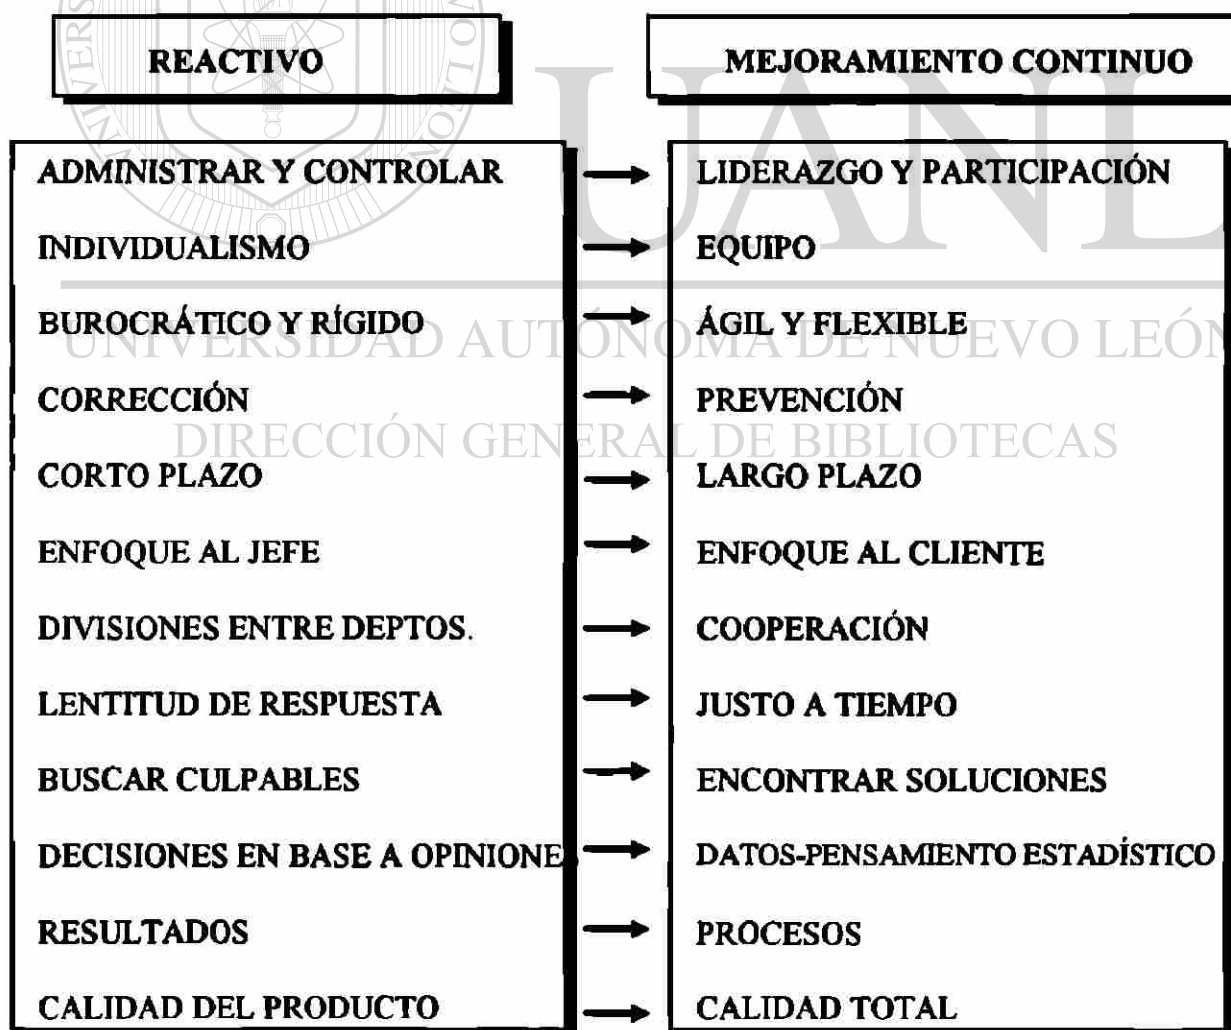 REACTIVO
MEJORAMIENTO CONTINUO
ADMINISTRAR Y CONTROLAR → LIDERAZGO Y PARTICIPACIÓN
INDIVIDUALISMO → EQUIPO
BUROCRÁTICO Y RÍGIDO → ÁGIL Y FLEXIBLE
CORRECCIÓN → PREVENCIÓN
CORTO PLAZO → LARGO PLAZO
ENFOQUE AL JEFE → ENFOQUE AL CLIENTE
DIVISIONES ENTRE DEPTOS. → COOPERACIÓN
LENTITUD DE RESPUESTA → JUSTO A TIEMPO
BUSCAR CULPABLES → ENCONTRAR SOLUCIONES
DECISIONES EN BASE A OPINIONE → DATOS-PENSAMIENTO ESTADÍSTICO
RESULTADOS → PROCESOS
CALIDAD DEL PRODUCTO → CALIDAD TOTAL
UANL
UNIVERSIDAD AUTÓNOMA DE NUEVO LEÓN
DIRECCIÓN GENERAL DE BIBLIOTECAS